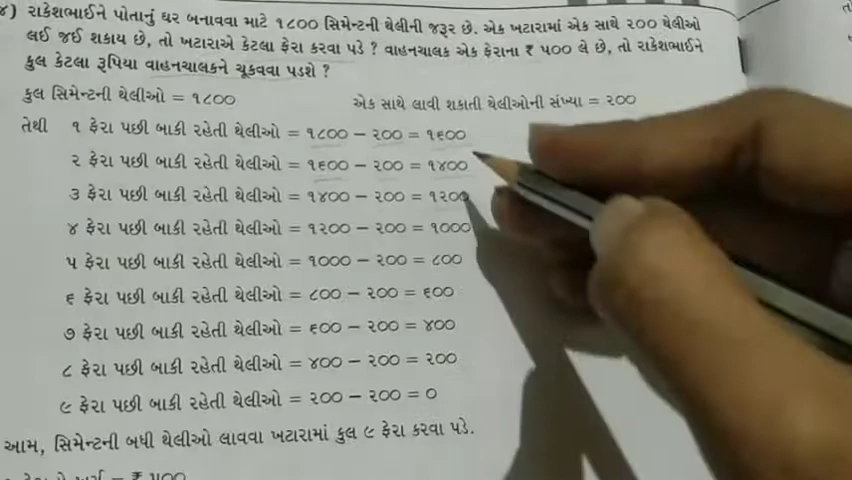 ૪) રાકેશભાઈને પોતાનું ઘર બનાવવા માટે ૧૮૦૦ સિમેન્ટની થેલીની જરૂર છે. એક ખટારામાં એક સાથે ૨૦૦ થેલીઓ
લઈ જઈ શકાય છે, તો ખટારાએ કેટલા ફેરા કરવા પડે ? વાહનચાલક એક ફેરાના ₹ ૫૦૦ લે છે, તો રાકેશભાઈને
કુલ કેટલા રૂપિયા વાહનચાલકને ચૂકવવા પડશે ?
કુલ સિમેન્ટની થેલીઓ = ૧૮૦૦ એક સાથે લાવી શકાતી થેલીઓની સંખ્યા = ૨૦૦
તેથી ૧ ફેરા પછી બાકી રહેતી થેલીઓ = ૧૮૦૦ – ૨૦૦ = ૧૬૦૦
૨ ફેરા પછી બાકી રહેતી થેલીઓ = ૧૬૦૦ – ૨૦૦ = ૧૪૦૦
૩ ફેરા પછી બાકી રહેતી થેલીઓ = ૧૪૦૦ – ૨૦૦ = ૧૨૦૦
૪ ફેરા પછી બાકી રહેતી થેલીઓ = ૧૨૦૦ – ૨૦૦ = ૧૦૦૦
૫ ફેરા પછી બાકી રહેતી થેલીઓ = ૧૦૦૦ – ૨૦૦ = ૮૦૦
૬ ફેરા પછી બાકી રહેતી થેલીઓ = ૮૦૦ – ૨૦૦ = ૬૦૦
૭ ફેરા પછી બાકી રહેતી થેલીઓ = ૬૦૦ – ૨૦૦ = ૪૦૦
૮ ફેરા પછી બાકી રહેતી થેલીઓ = ૪૦૦ – ૨૦૦ = ૨૦૦
૯ ફેરા પછી બાકી રહેતી થેલીઓ = ૨૦૦ – ૨૦૦ = ૦
આમ, સિમેન્ટની બધી થેલીઓ લાવવા ખટારામાં કુલ ૯ ફેરા કરવા પડે.
= ₹ ૫૦૦